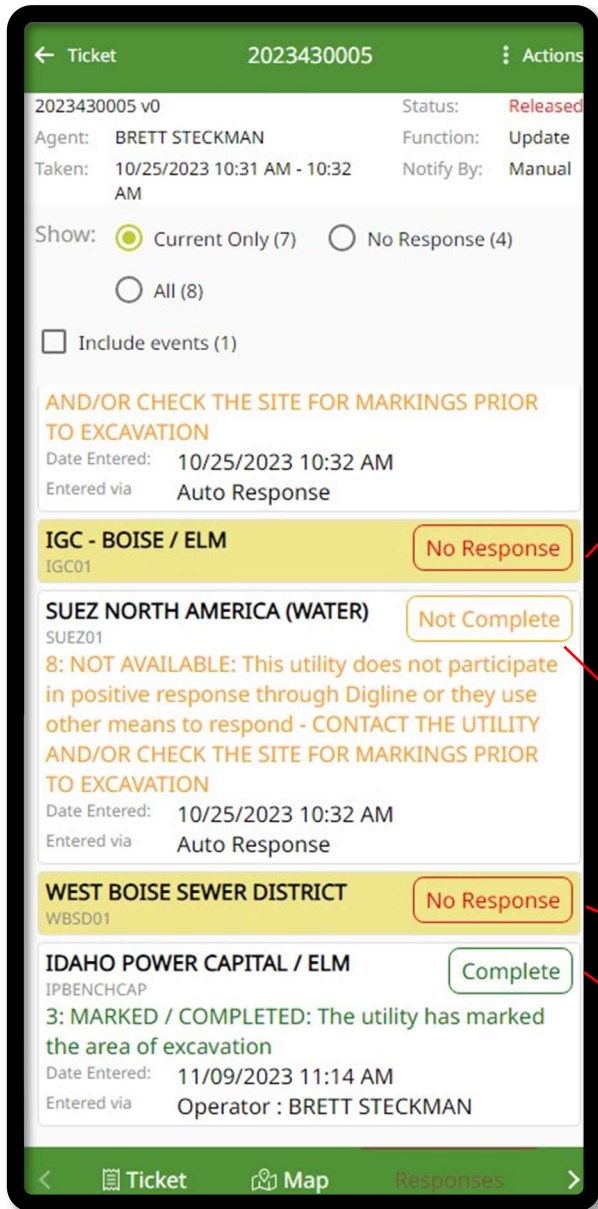 ← Ticket 2023430005 Actions
2023430005 v0 Status: Released
Agent: BRETT STECKMAN Function: Update
Taken: 10/25/2023 10:31 AM - 10:32 Notify By: Manual
AM
Show: Current Only (7) No Response (4)
All (8)
Include events (1)
AND/OR CHECK THE SITE FOR MARKINGS PRIOR
TO EXCAVATION
Date Entered: 10/25/2023 10:32 AM
Entered via Auto Response
IGC - BOISE / ELM No Response
IGC01
SUEZ NORTH AMERICA (WATER) Not Complete
SUEZ01
8: NOT AVAILABLE: This utility does not participate
in positive response through Digline or they use
other means to respond - CONTACT THE UTILITY
AND/OR CHECK THE SITE FOR MARKINGS PRIOR
TO EXCAVATION
Date Entered: 10/25/2023 10:32 AM
Entered via Auto Response
WEST BOISE SEWER DISTRICT No Response
WBSD01
IDAHO POWER CAPITAL / ELM Complete
IPBENCHCAP
3: MARKED / COMPLETED: The utility has marked
the area of excavation
Date Entered: 11/09/2023 11:14 AM
Entered via Operator : BRETT STECKMAN
< Ticket Map Responses >